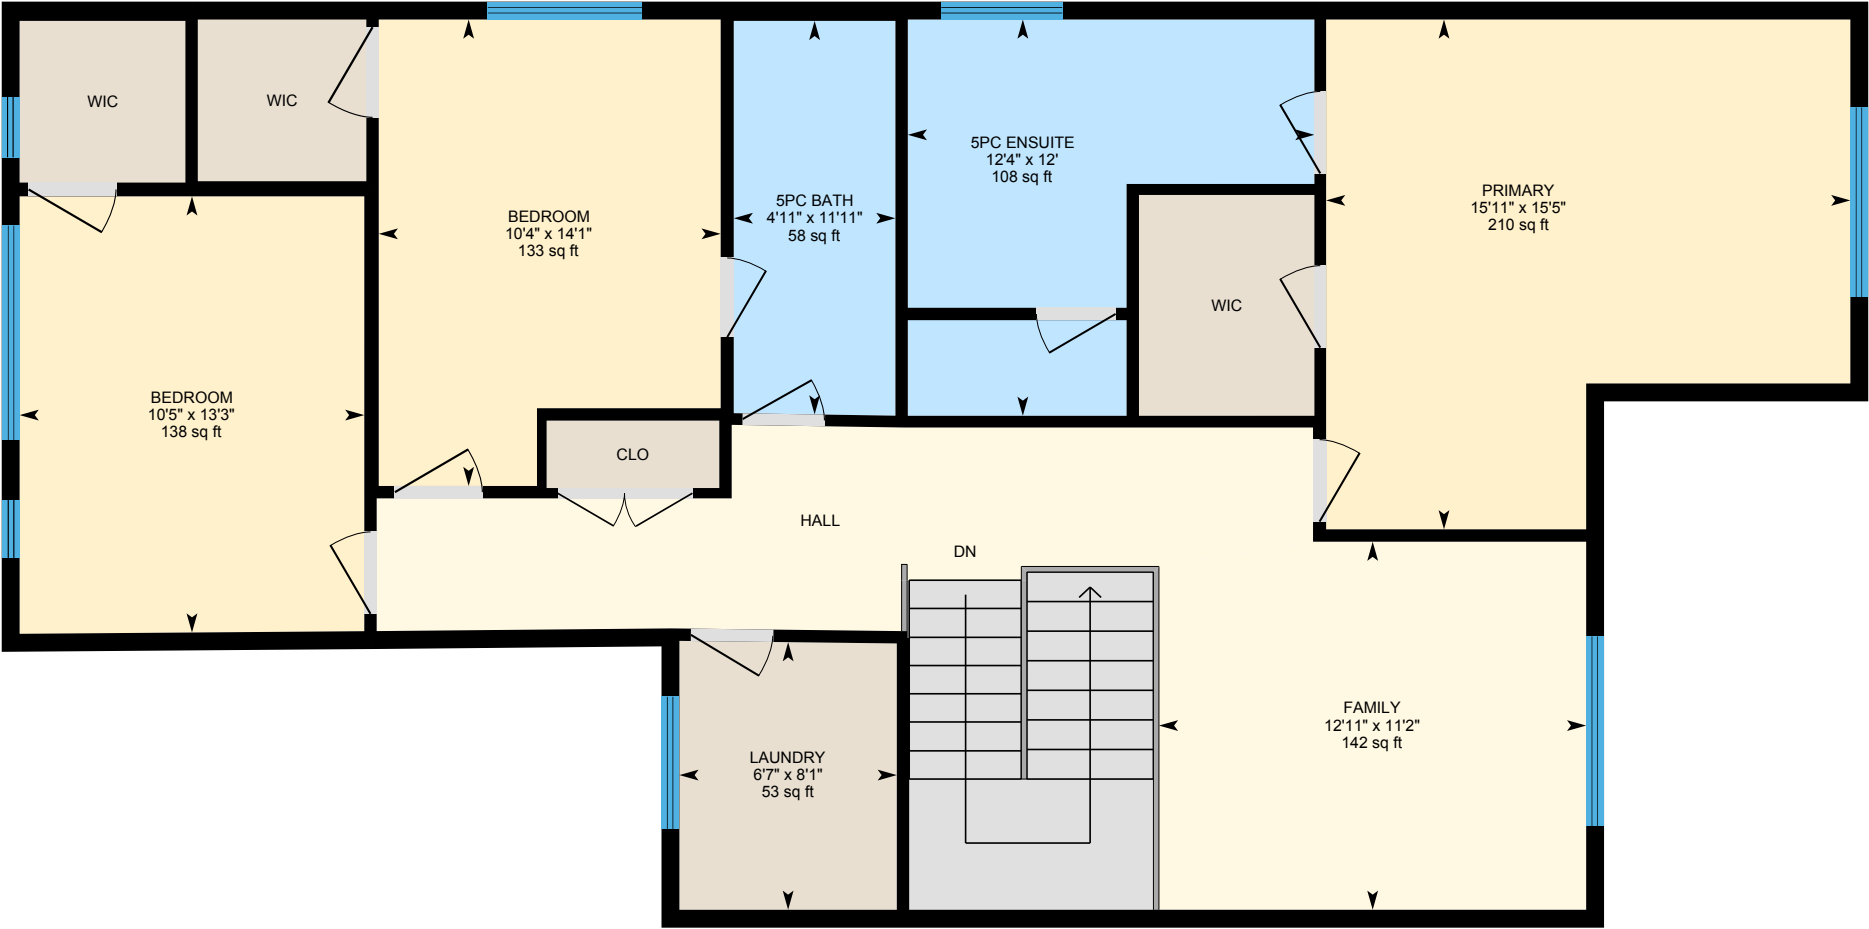 WIC
WIC
5PC ENSUITE
12'4" x 12'
108 sq ft
PRIMARY
15'11" x 15'5"
210 sq ft
5PC BATH
4'11" x 11'11"
58 sq ft
BEDROOM
10'4" x 14'1"
133 sq ft
WIC
BEDROOM
10'5" x 13'3"
138 sq ft
CLO
HALL
DN
FAMILY
12'11" x 11'2"
142 sq ft
LAUNDRY
6'7" x 8'1"
53 sq ft